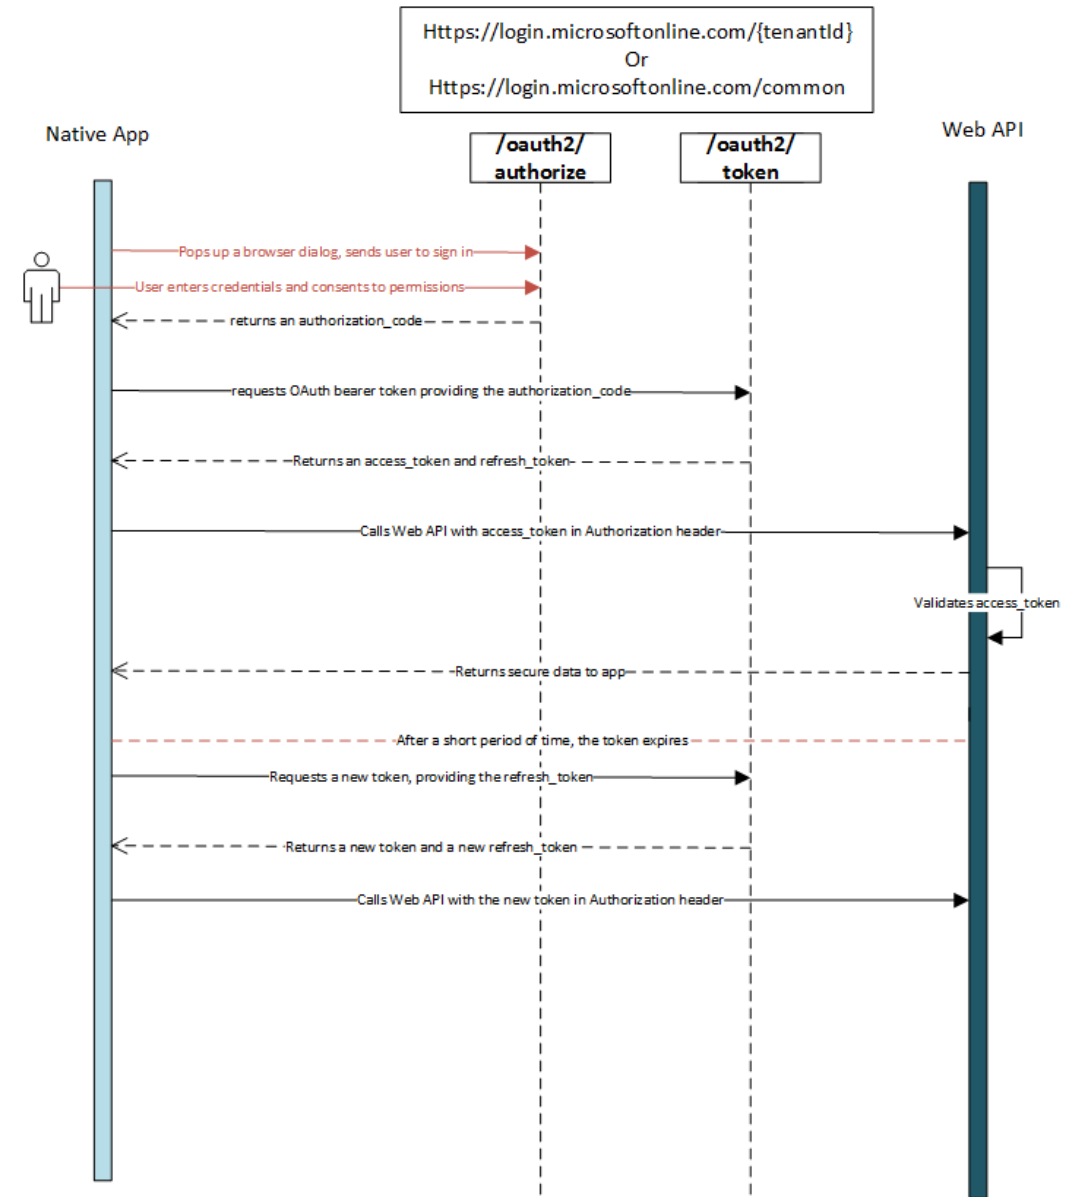 Https://login.microsoftonline.com/{tenantId}
Or
Https://login.microsoftonline.com/common
Native App
Web API
/oauth2/
authorize
/oauth2/
token
Pops up a browser dialog, sends user to sign in
User enters credentials and consents to permissions
returns an authorization_code
requests OAuth bearer token providing the authorization_code
Returns an access_token and refresh_token
Calls Web API with access_token in Authorization header
Validates access_token
Returns secure data to app
After a short period of time, the token expires
Requests a new token, providing the refresh_token
Returns a new token and a new refresh_token
Calls Web API with the new token in Authorization header